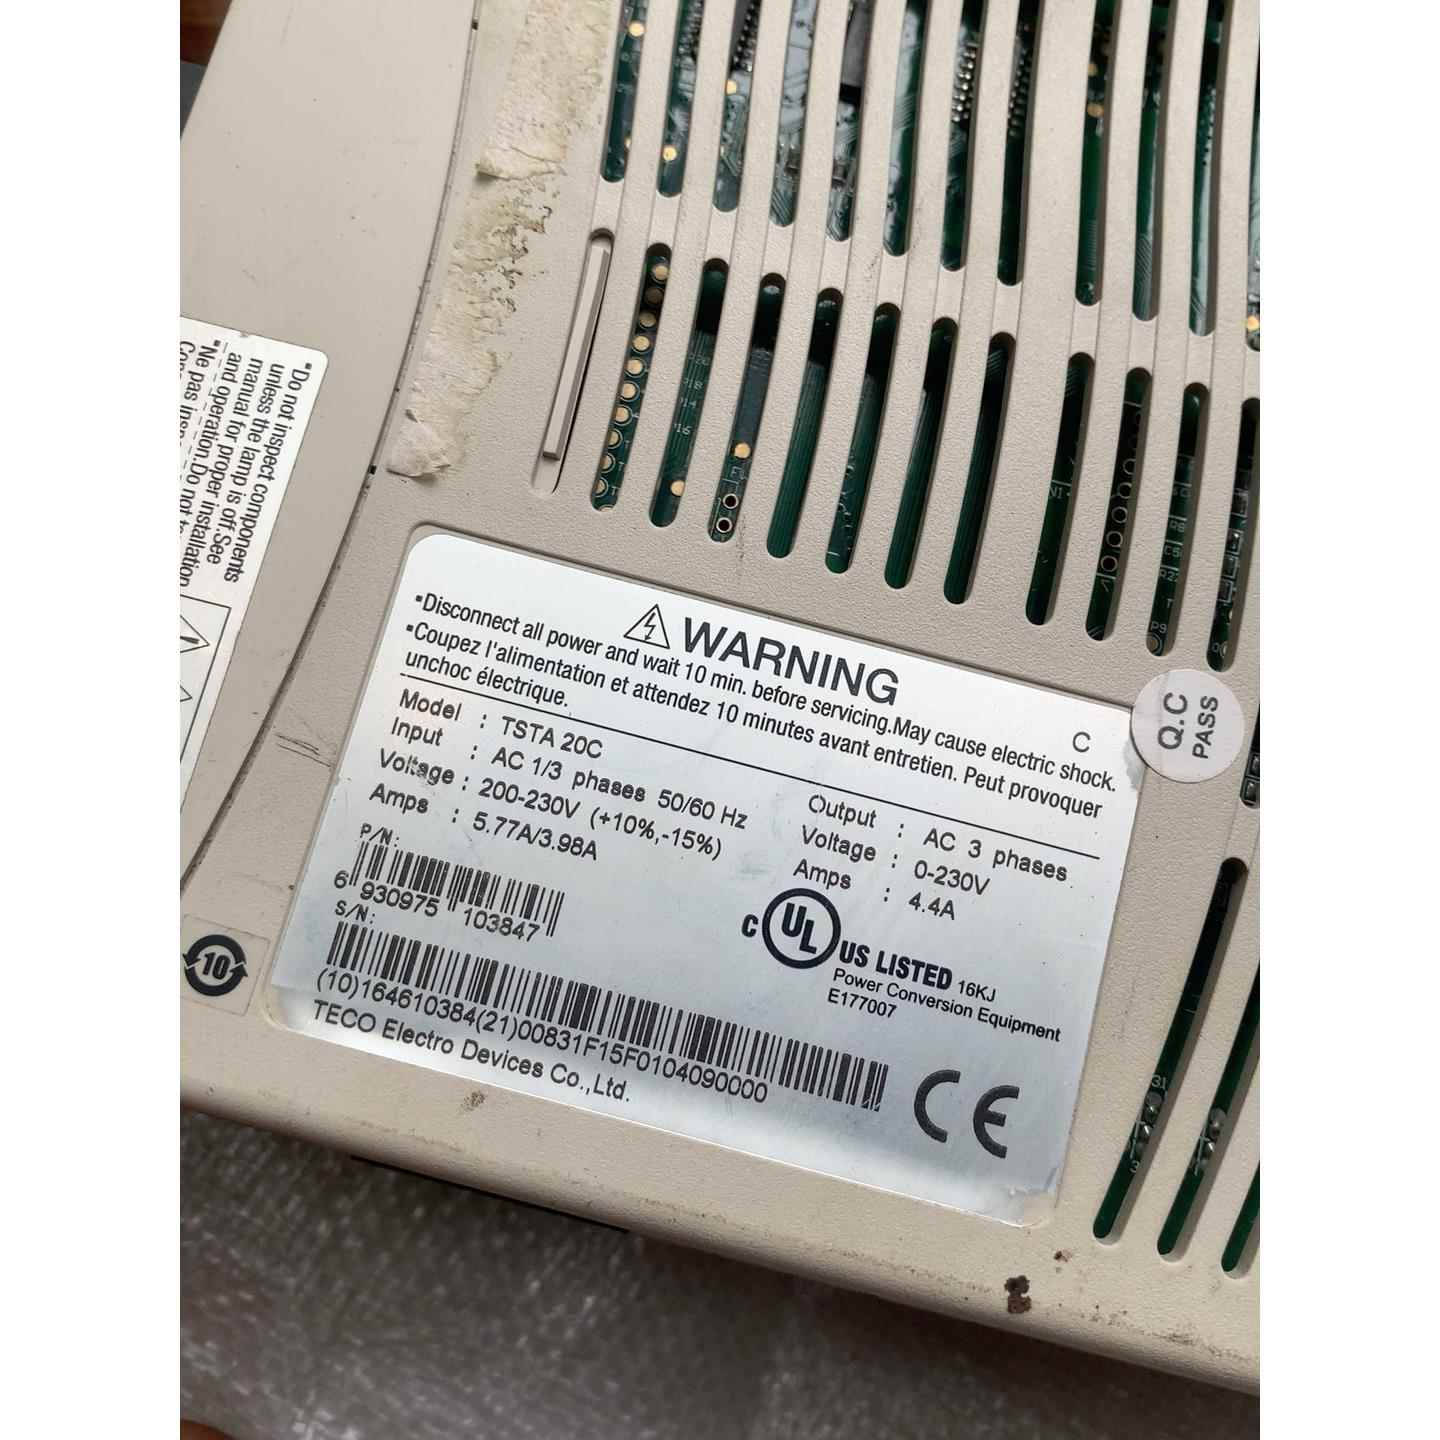 ▪Do not inspect components
unless the lamp is off.See
manual for proper installation
and operation.Do not
▪Ne pas
⚠ WARNING
C
▪Disconnect all power and wait 10 min. before servicing.May cause electric shock.
▪Coupez l'alimentation et attendez 10 minutes avant entretien. Peut provoquer
unchoc électrique.
Model : TSTA 20C
Input : AC 1/3 phases 50/60 Hz
Voltage : 200-230V (+10%,-15%)
Amps : 5.77A/3.98A
Output : AC 3 phases
Voltage : 0-230V
Amps : 4.4A
P/N:
6 930975 103847
S/N:
(10)164610384(21)00831F15F0104090000
TECO Electro Devices Co.,Ltd.
C UL US LISTED 16KJ
Power Conversion Equipment
E177007
CE
Q.C
PASS
10